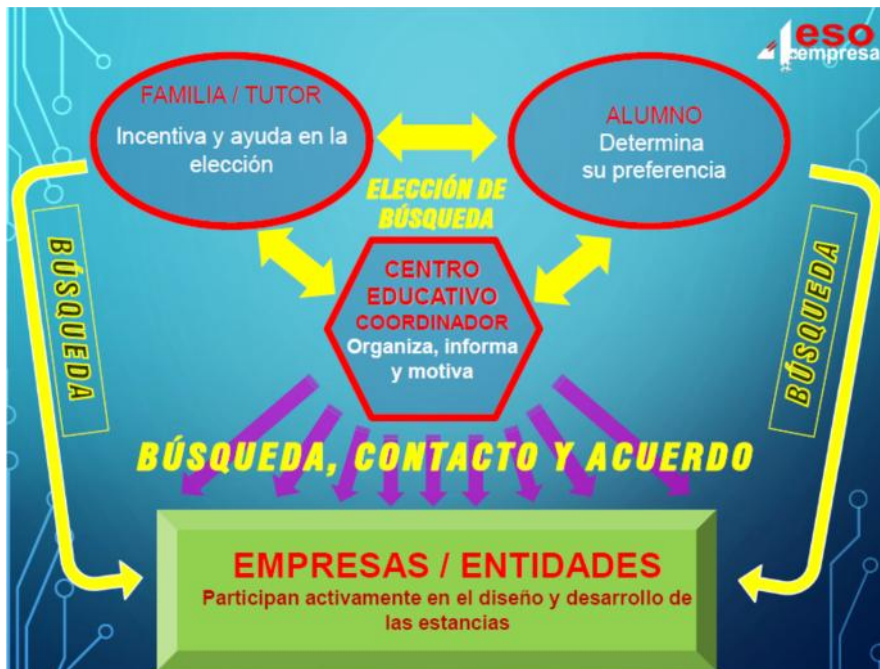 4 eso
empresa
FAMILIA / TUTOR
Incentiva y ayuda en la
elección
ALUMNO
Determina
su preferencia
ELECCIÓN DE
BÚSQUEDA
BÚSQUEDA
BÚSQUEDA
CENTRO
EDUCATIVO
COORDINADOR
Organiza, informa
y motiva
BÚSQUEDA, CONTACTO Y ACUERDO
EMPRESAS / ENTIDADES
Participan activamente en el diseño y desarrollo de
las estancias